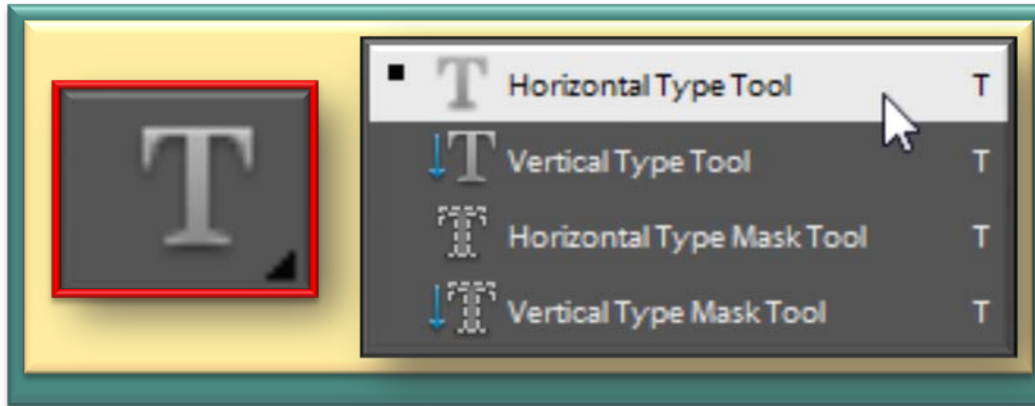 T
Horizontal Type Tool T
Vertical Type Tool T
Horizontal Type Mask Tool T
Vertical Type Mask Tool T